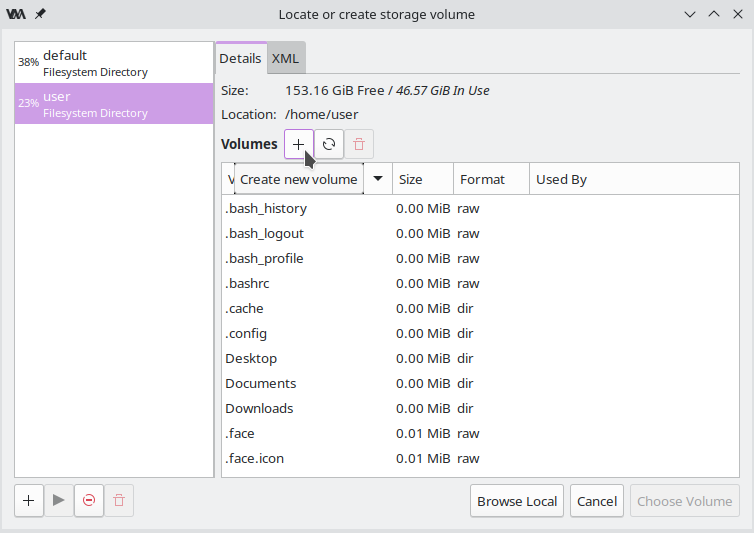 Locate or create storage volume
38% default
Filesystem Directory
23% user
Filesystem Directory
Details XML
Size: 153.16 GiB Free / 46.57 GiB In Use
Location: /home/user
Volumes
Create new volume Size Format Used By
.bash_history 0.00 MiB raw
.bash_logout 0.00 MiB raw
.bash_profile 0.00 MiB raw
.bashrc 0.00 MiB raw
.cache 0.00 MiB dir
.config 0.00 MiB dir
Desktop 0.00 MiB dir
Documents 0.00 MiB dir
Downloads 0.00 MiB dir
.face 0.01 MiB raw
.face.icon 0.01 MiB raw
Browse Local Cancel Choose Volume